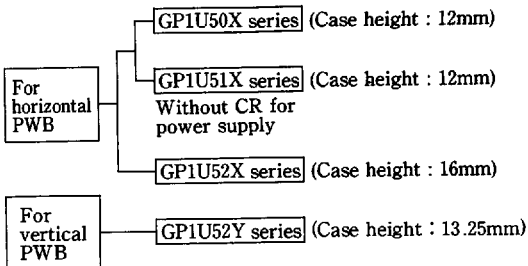 GP1U50X series (Case height : 12mm)
For
horizontal
PWB
GP1U51X series (Case height : 12mm)
Without CR for
power supply
GP1U52X series (Case height : 16mm)
For
vertical
PWB
GP1U52Y series (Case height : 13.25mm)